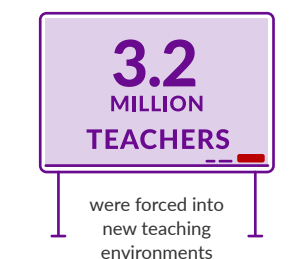 3.2
MILLION
TEACHERS
were forced into
new teaching
environments